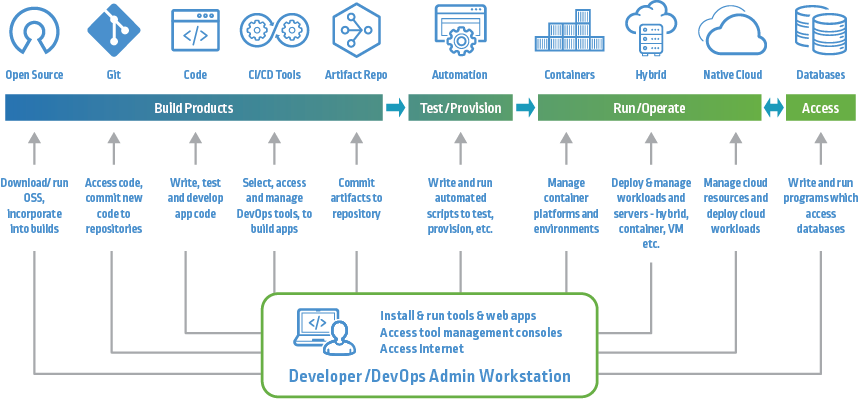 Open Source
Git
Code
CI/CD Tools
Artifact Repo
Automation
Containers
Hybrid
Native Cloud
Databases
Build Products
Test/Provision
Run/Operate
Access
Download/ run
OSS,
incorporate
into builds
Access code,
commit new
code to
repositories
Write, test
and develop
app code
Select, access
and manage
DevOps tools, to
build apps
Commit
artifacts to
repository
Write and run
automated
scripts to test,
provision, etc.
Manage
container
platforms and
environments
Deploy & manage
workloads and
servers - hybrid,
container, VM
etc.
Manage cloud
resources and
deploy cloud
workloads
Write and run
programs which
access
databases
</>
Install & run tools & web apps
Access tool management consoles
Access Internet
Developer/DevOps Admin Workstation